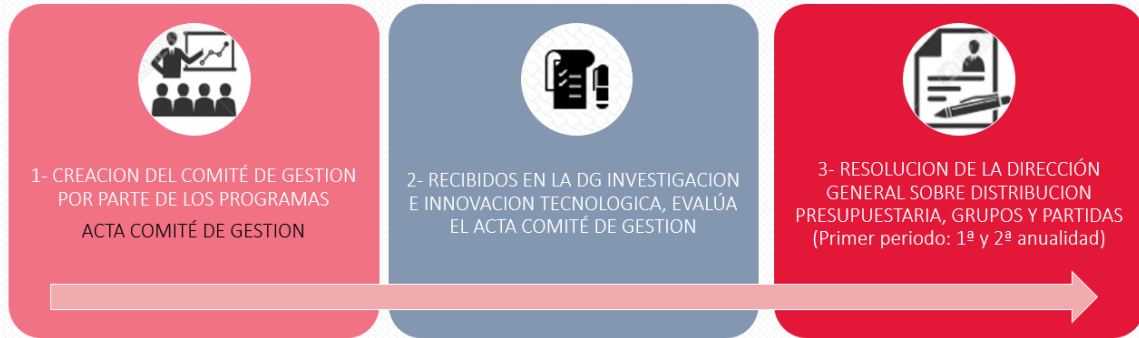 1- CREACION DEL COMITÉ DE GESTION
POR PARTE DE LOS PROGRAMAS
ACTA COMITÉ DE GESTION
2- RECIBIDOS EN LA DG INVESTIGACION
E INNOVACION TECNOLOGICA, EVALÚA
EL ACTA COMITÉ DE GESTION
3- RESOLUCION DE LA DIRECCIÓN
GENERAL SOBRE DISTRIBUCION
PRESUPUESTARIA, GRUPOS Y PARTIDAS
(Primer periodo: 1ª y 2ª anualidad)